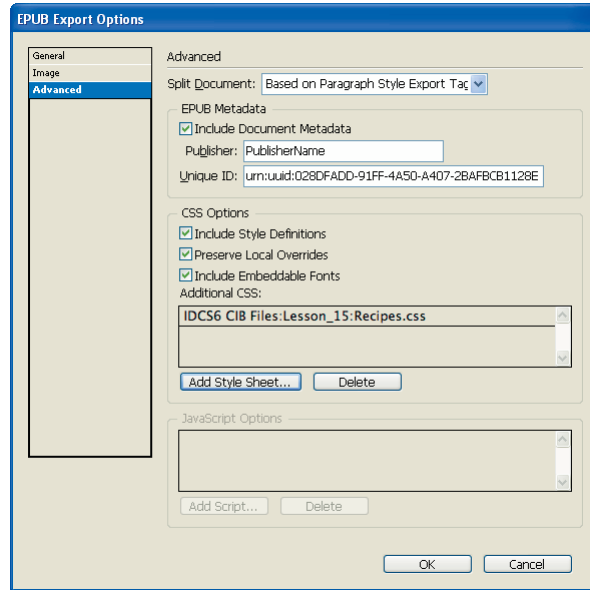 EPUB Export Options
General
Image
Advanced
Advanced
Split Document: Based on Paragraph Style Export Tag
EPUB Metadata
Include Document Metadata
Publisher: PublisherName
Unique ID: urn:uuid:028DFADD-91FF-4A50-A407-2BAFBCB1128E
CSS Options
Include Style Definitions
Preserve Local Overrides
Include Embeddable Fonts
Additional CSS:
IDCS6 CIB Files:Lesson_15:Recipes.css
Add Style Sheet... Delete
JavaScript Options
Add Script... Delete
OK Cancel